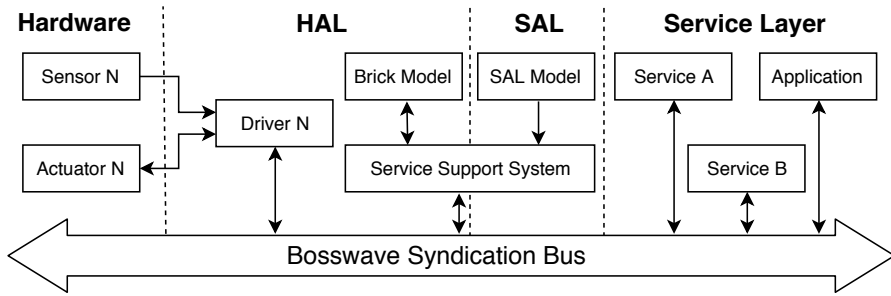 Hardware
HAL
SAL
Service Layer
Sensor N
Brick Model
SAL Model
Service A
Application
Driver N
Actuator N
Service Support System
Service B
Bosswave Syndication Bus